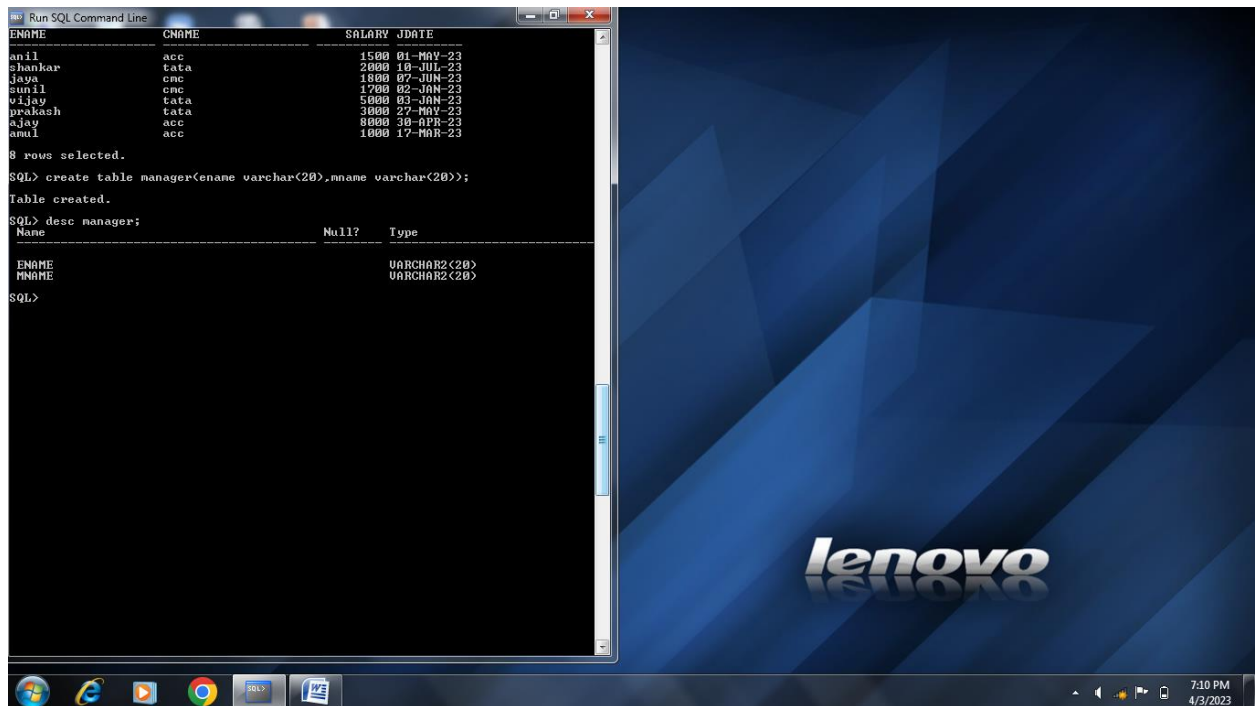 Run SQL Command Line
ENAME CNAME SALARY JDATE
anil acc 1500 01-MAY-23
shankar tata 2000 10-JUL-23
jaya cmc 1800 07-JUN-23
sunil cmc 1700 02-JAN-23
vijay tata 5000 03-JAN-23
prakash tata 3000 27-MAY-23
ajay acc 8000 30-APR-23
amul acc 1000 17-MAR-23
8 rows selected.
SQL> create table manager(ename varchar(20),mname varchar(20));
Table created.
SQL> desc manager;
Name Null? Type
ENAME VARCHAR2(20)
MNAME VARCHAR2(20)
SQL>
lenovo
SQL>
7:10 PM
4/3/2023